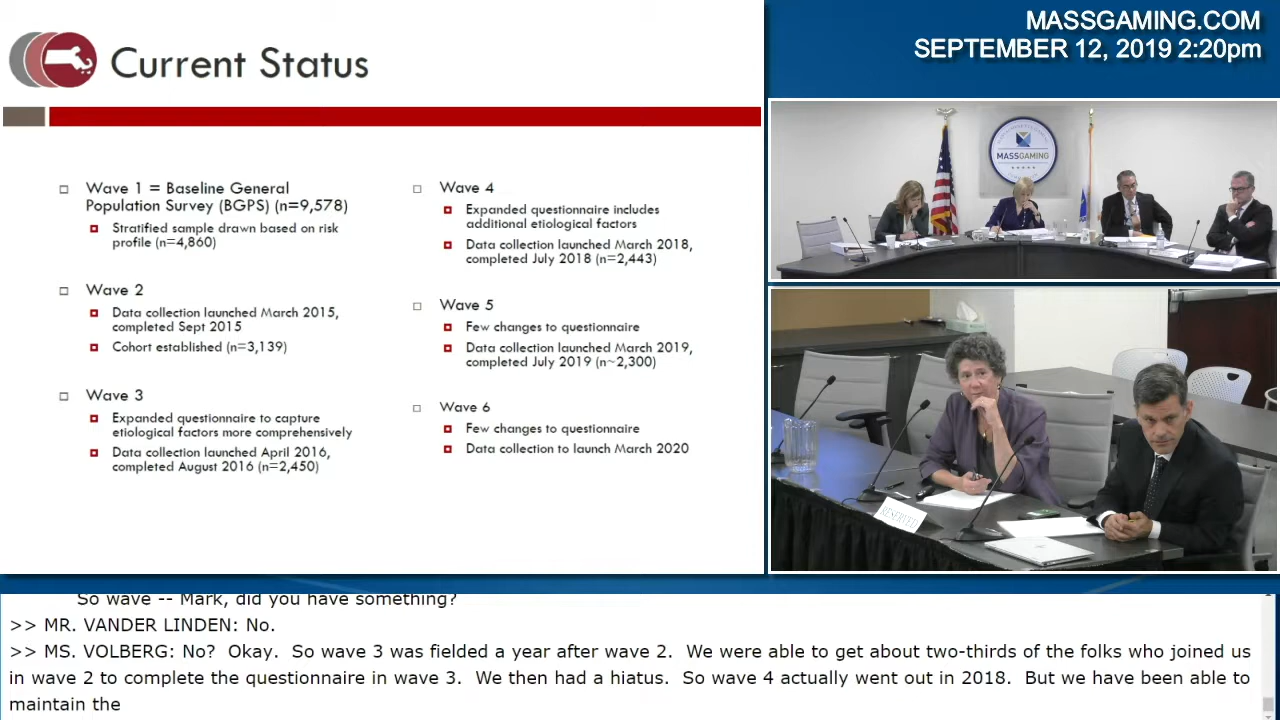 MASSGAMING.COM
SEPTEMBER 12, 2019 2:20pm
Current Status
Wave 1 = Baseline General
Population Survey (BGPS) (n=9,578)
Stratified sample drawn based on risk
profile (n=4,860)
Wave 2
Data collection launched March 2015,
completed Sept 2015
Cohort established (n=3,139)
Wave 3
Expanded questionnaire to capture
etiological factors more comprehensively
Data collection launched April 2016,
completed August 2016 (n=2,450)
Wave 4
Expanded questionnaire includes
additional etiological factors
Data collection launched March 2018,
completed July 2018 (n=2,443)
Wave 5
Few changes to questionnaire
Data collection launched March 2019,
completed July 2019 (n~2,300)
Wave 6
Few changes to questionnaire
Data collection to launch March 2020
MASSGAMING
RESERVED
So wave -- Mark, did you have something?
>> MR. VANDER LINDEN: No.
>> MS. VOLBERG: No? Okay. So wave 3 was fielded a year after wave 2. We were able to get about two-thirds of the folks who joined us
in wave 2 to complete the questionnaire in wave 3. We then had a hiatus. So wave 4 actually went out in 2018. But we have been able to
maintain the